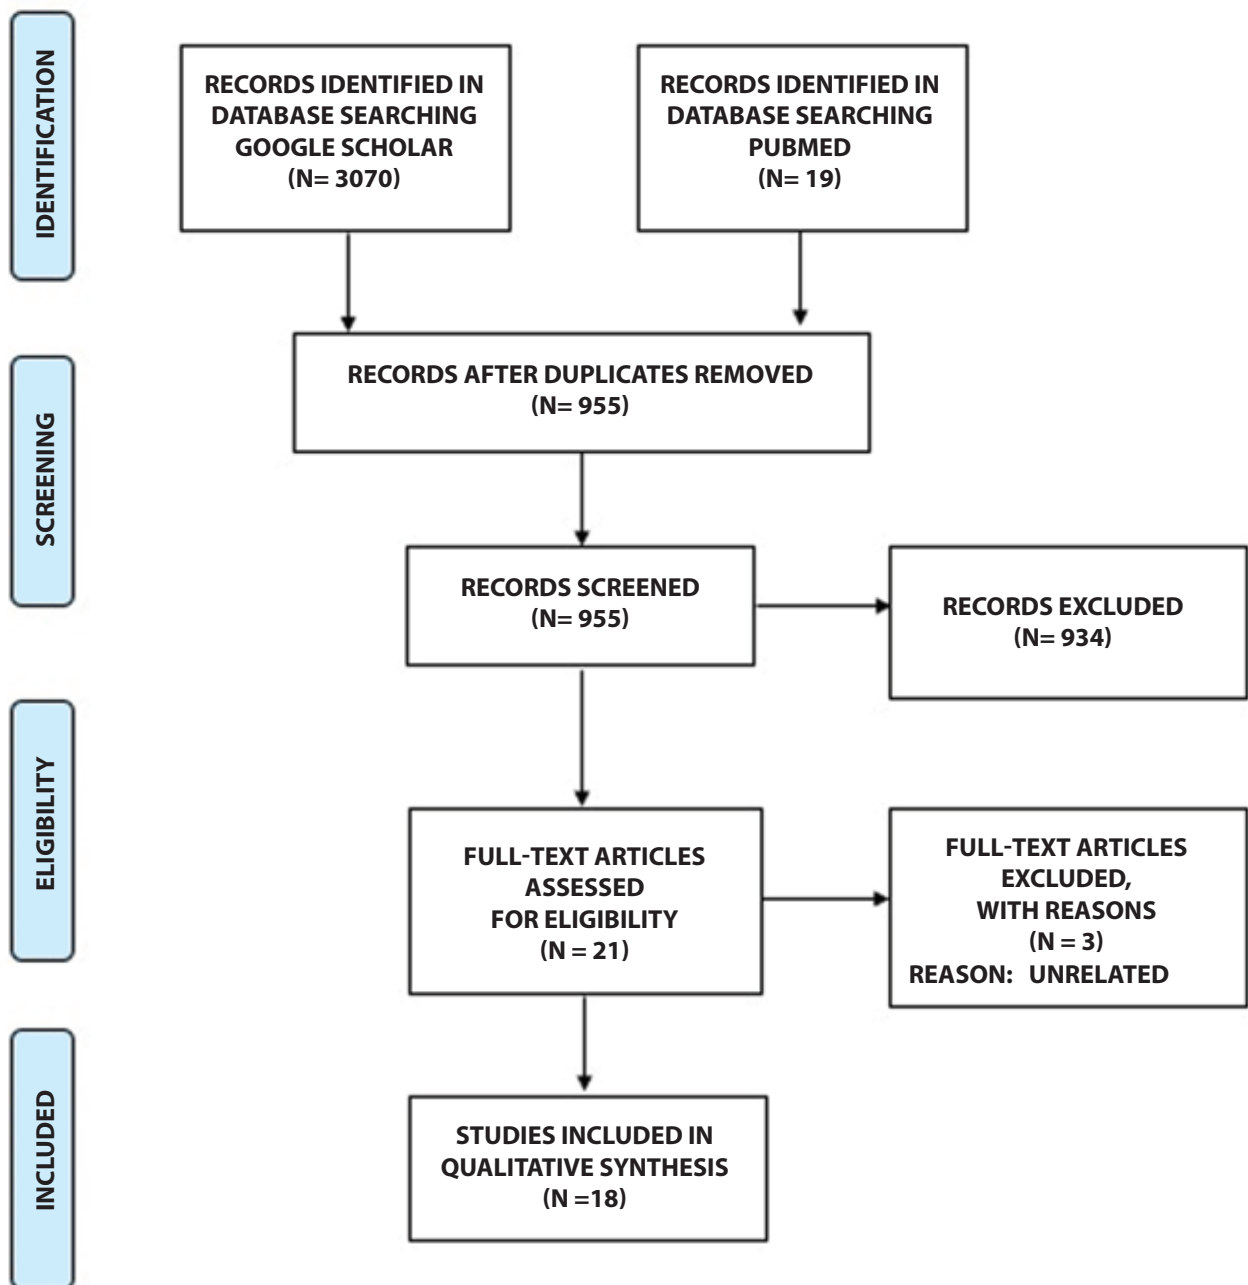 IDENTIFICATION
RECORDS IDENTIFIED IN
DATABASE SEARCHING
GOOGLE SCHOLAR
(N= 3070)
RECORDS IDENTIFIED IN
DATABASE SEARCHING
PUBMED
(N= 19)
SCREENING
RECORDS AFTER DUPLICATES REMOVED
(N= 955)
RECORDS SCREENED
(N= 955)
RECORDS EXCLUDED
(N= 934)
ELIGIBILITY
FULL-TEXT ARTICLES
ASSESSED
FOR ELIGIBILITY
(N = 21)
FULL-TEXT ARTICLES
EXCLUDED,
WITH REASONS
(N = 3)
REASON: UNRELATED
INCLUDED
STUDIES INCLUDED IN
QUALITATIVE SYNTHESIS
(N =18)